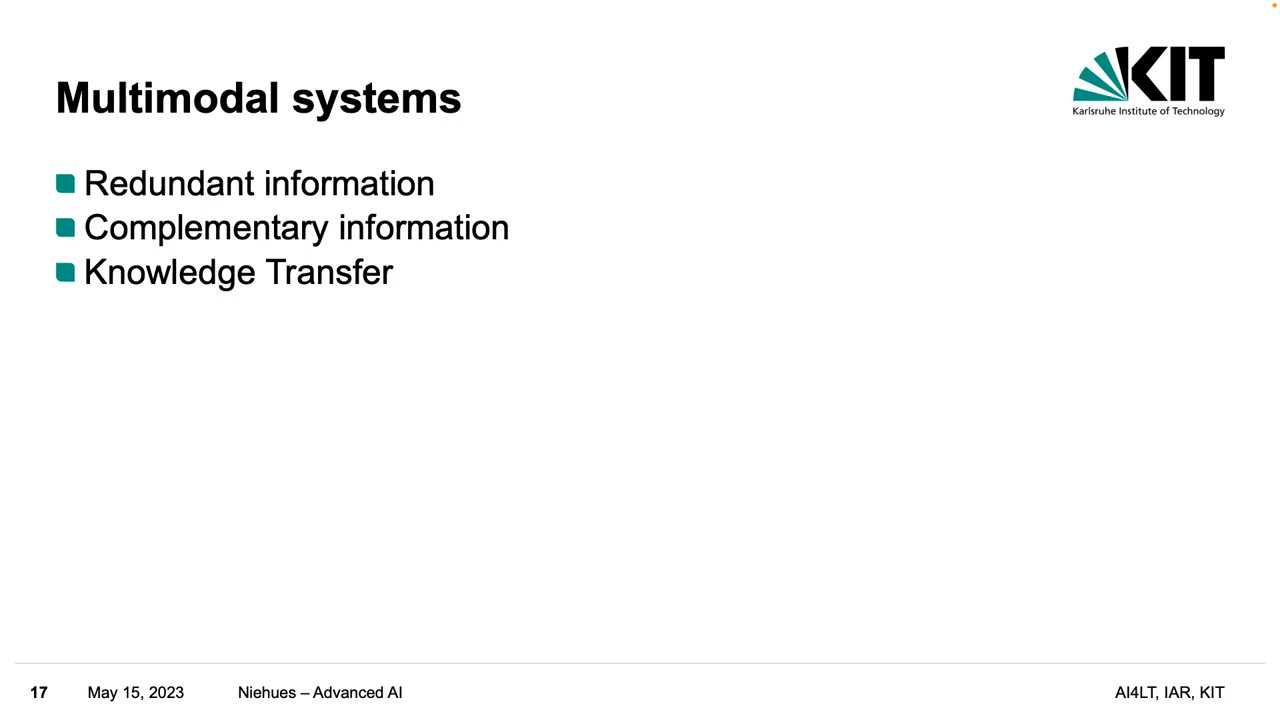 Multimodal systems
KIT
Karlsruhe Institute of Technology
Redundant information
Complementary information
Knowledge Transfer
17 May 15, 2023 Niehues – Advanced AI AI4LT, IAR, KIT